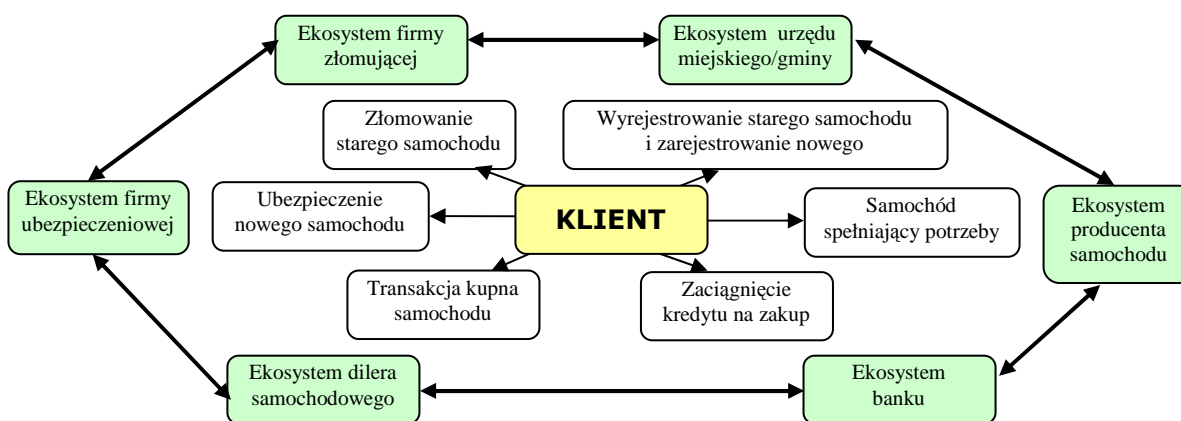 Ekosystem firmy
złomującej
Ekosystem urzędu
miejskiego/gminy
Złomowanie
starego samochodu
Wyrejestrowanie starego samochodu
i zarejestrowanie nowego
Ekosystem firmy
ubezpieczeniowej
Ubezpieczenie
nowego samochodu
KLIENT
Samochód
spełniający potrzeby
Ekosystem
producenta
samochodu
Transakcja kupna
samochodu
Zaciągnięcie
kredytu na zakup
Ekosystem dilera
samochodowego
Ekosystem
banku